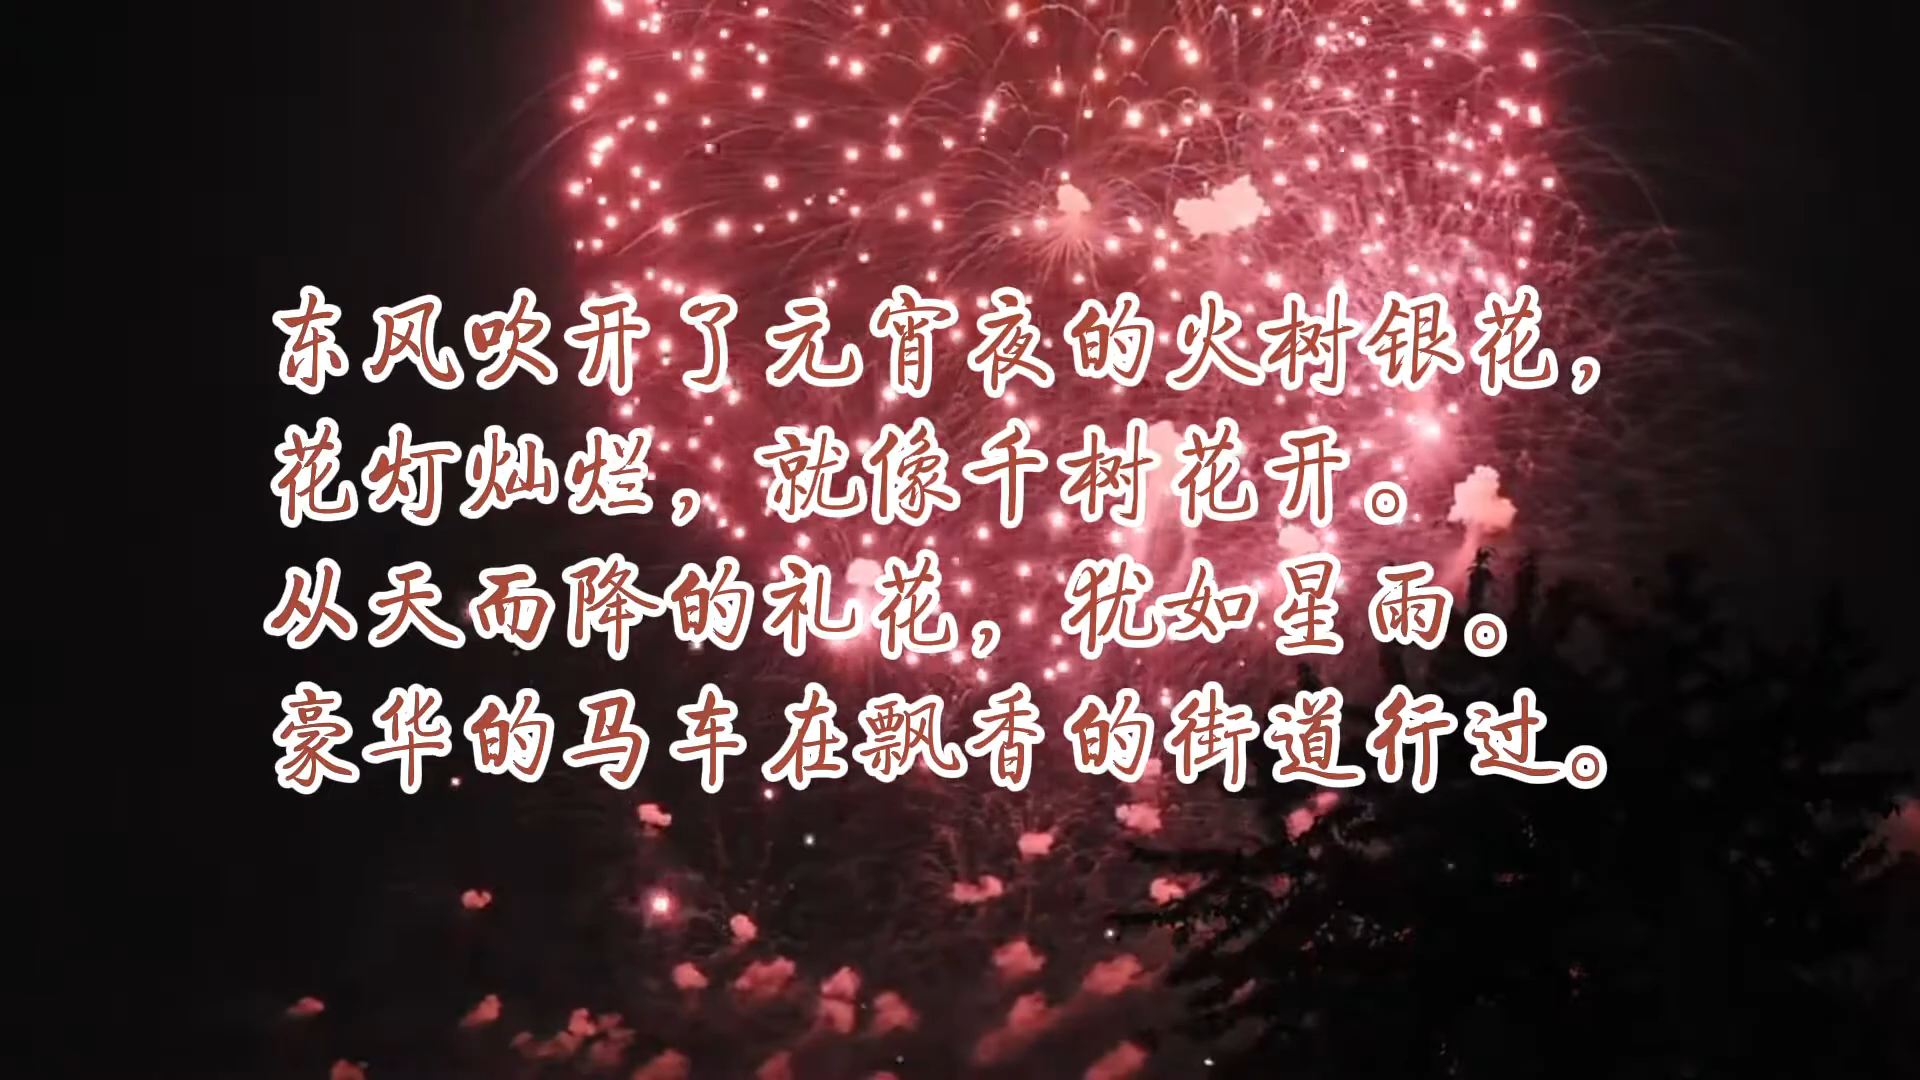 东风吹开了元宵夜的火树银花，
花灯灿烂，就像千树花开。
从天而降的礼花，犹如星雨。
豪华的马车在飘香的街道行过。